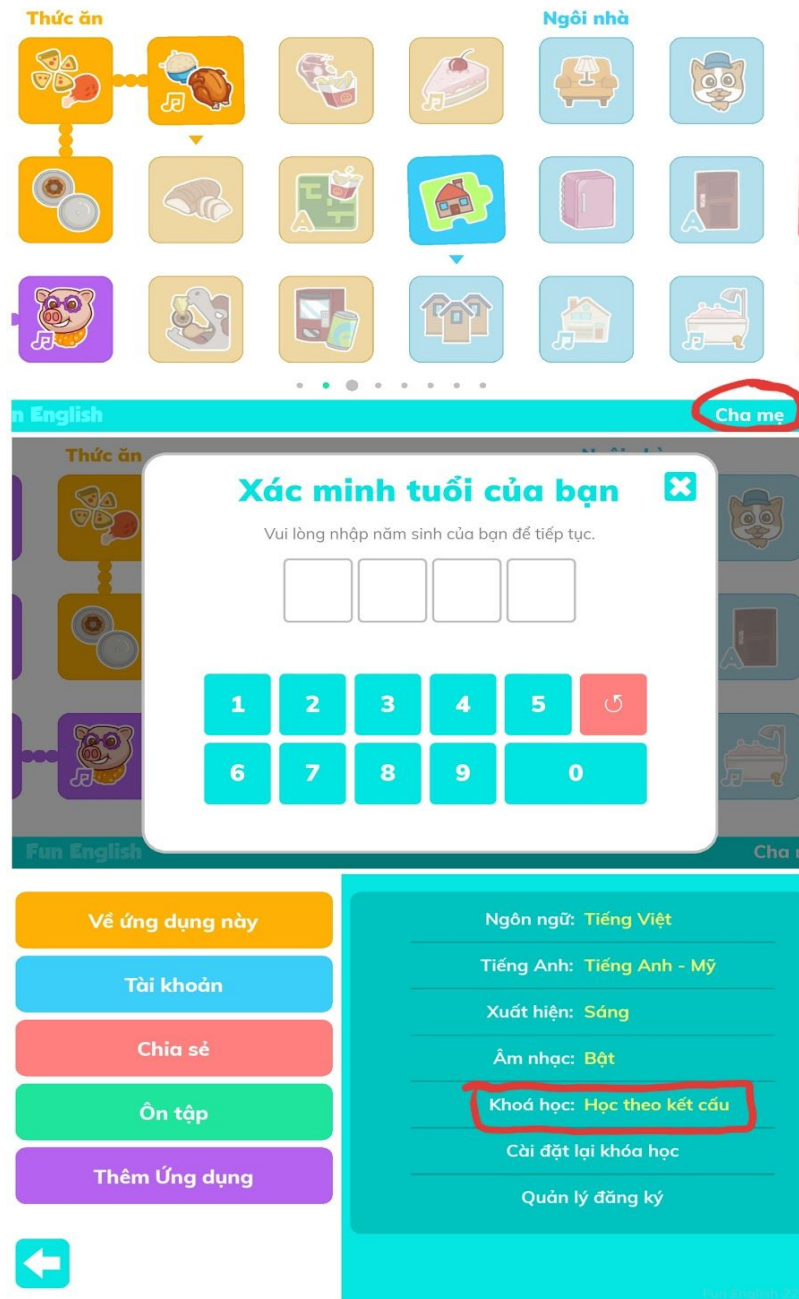 Thức ăn
Ngôi nhà
A
A
n English
Cha mẹ
Thức ăn
Xác minh tuổi của bạn
Vui lòng nhập năm sinh của bạn để tiếp tục.
1 2 3 4 5
6 7 8 9 0
A
Fun English
Cha
Về ứng dụng này
Tài khoản
Chia sẻ
Ôn tập
Thêm Ứng dụng
Ngôn ngữ: Tiếng Việt
Tiếng Anh: Tiếng Anh - Mỹ
Xuất hiện: Sáng
Âm nhạc: Bật
Khoá học: Học theo kết cấu
Cài đặt lại khóa học
Quản lý đăng ký
Fun English